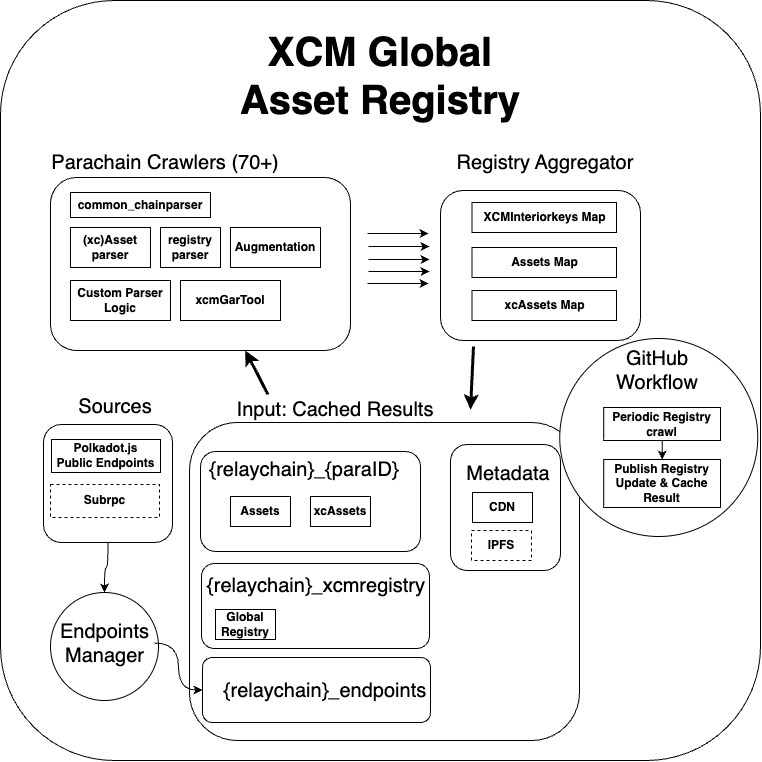 XCM Global
Asset Registry
Parachain Crawlers (70+)
common_chainparser
(xc)Asset
parser
registry
parser
Augmentation
Custom Parser
Logic
xcmGarTool
Registry Aggregator
XCMInteriorkeys Map
Assets Map
xcAssets Map
GitHub
Workflow
Periodic Registry
crawl
Publish Registry
Update & Cache
Result
Sources
Polkadot.js
Public Endpoints
Subrpc
Endpoints
Manager
Input: Cached Results
{relaychain}_{paraID}
Assets
xcAssets
Metadata
CDN
IPFS
{relaychain}_xcmregistry
Global
Registry
{relaychain}_endpoints